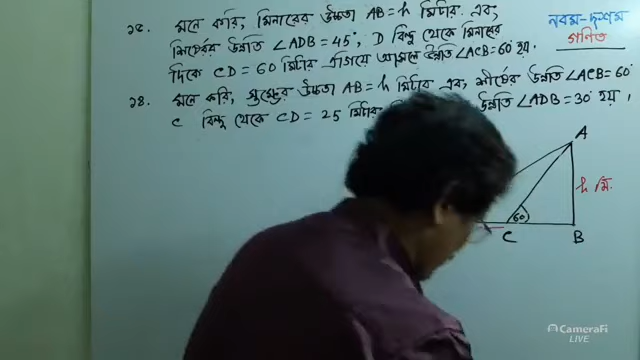 ১৫. মনে করি, মিনারের উচ্চতা AB = h মিটার এবং,
শীর্ষের উন্নতি ∠ADB = 45°, D বিন্দু থেকে মিনারের
দিকে CD = 60 মিটার এগিয়ে আসলে উন্নতি ∠ACB = 60° হয়.
১৪. মনে করি, স্তম্ভের উচ্চতা AB = h মিটার এবং, শীর্ষের উন্নতি ∠ACB = 60°
C বিন্দু থেকে CD = 25 মিটার উন্নতি ∠ADB = 30° হয়,
নবম-দশম
গণিত
A
h মি.
60
C
B
CameraFi
LIVE